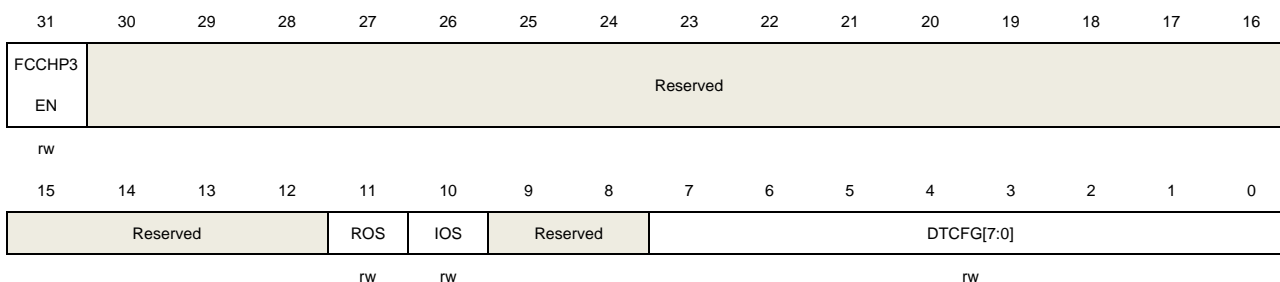 31 30 29 28 27 26 25 24 23 22 21 20 19 18 17 16
FCCHP3
EN
Reserved
rw
15 14 13 12 11 10 9 8 7 6 5 4 3 2 1 0
Reserved ROS IOS Reserved DTCFG[7:0]
rw rw rw